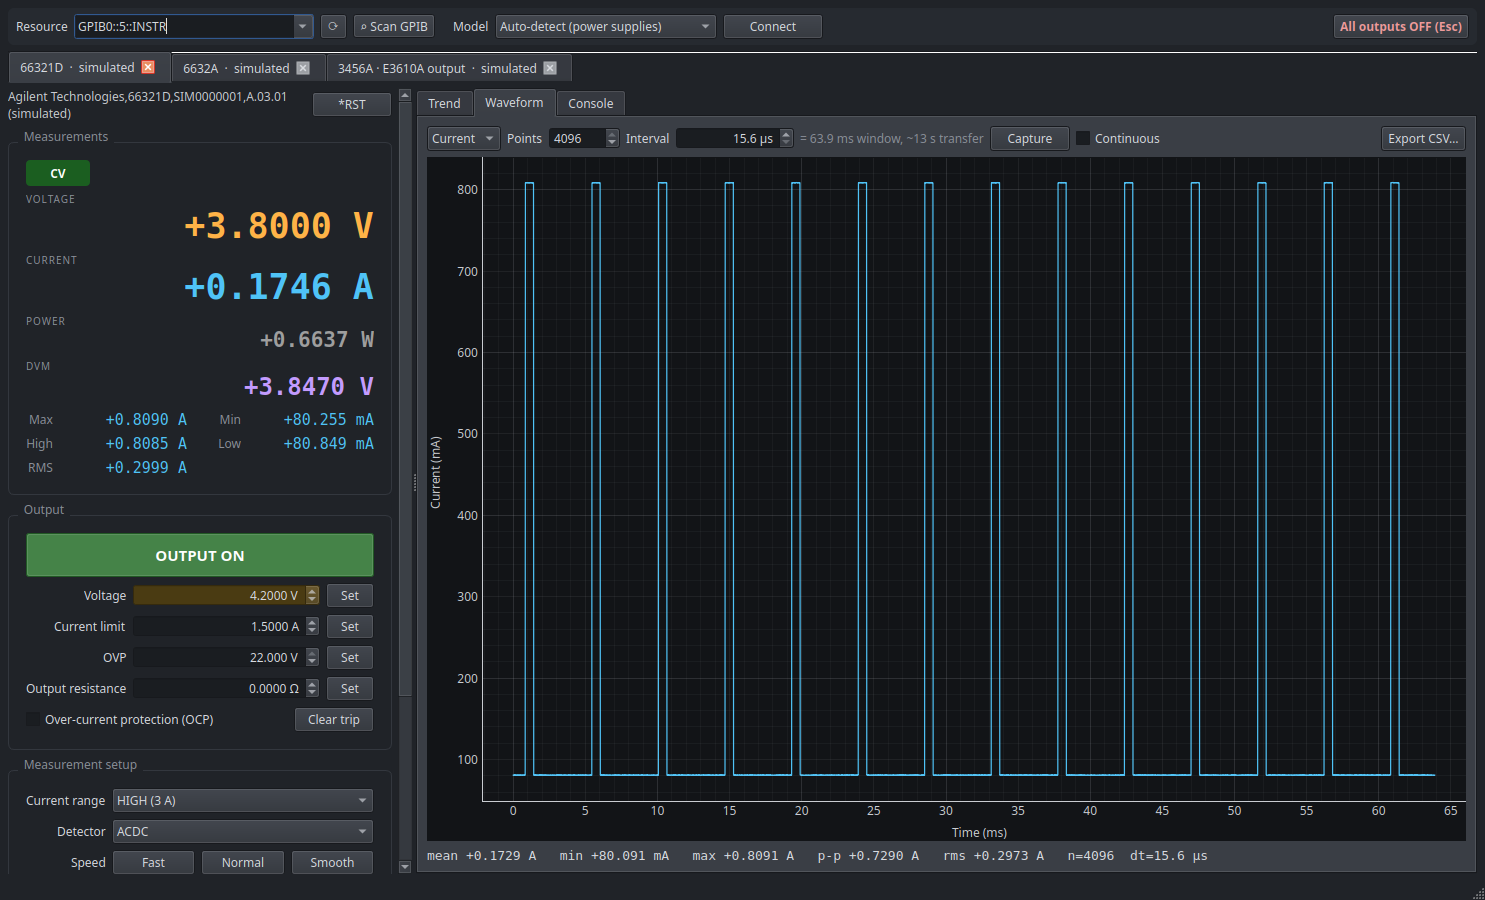 Resource GPIB0::5::INSTR ⟳ ⌕ Scan GPIB Model Auto-detect (power supplies) Connect All outputs OFF (Esc)
66321D · simulated 6632A · simulated 3456A · E3610A output · simulated
Agilent Technologies,66321D,SIM0000001,A.03.01
(simulated)
*RST
Measurements
CV
VOLTAGE
+3.8000 V
CURRENT
+0.1746 A
POWER
+0.6637 W
DVM
+3.8470 V
Max +0.8090 A Min +80.255 mA
High +0.8085 A Low +80.849 mA
RMS +0.2999 A
Output
OUTPUT ON
Voltage 4.2000 V Set
Current limit 1.5000 A Set
OVP 22.000 V Set
Output resistance 0.0000 Ω Set
Over-current protection (OCP) Clear trip
Measurement setup
Current range HIGH (3 A)
Detector ACDC
Speed Fast Normal Smooth
Trend Waveform Console
Current Points 4096 Interval 15.6 µs = 63.9 ms window, ~13 s transfer Capture Continuous Export CSV...
800
700
600
500
400
300
200
100
Current (mA)
0 5 10 15 20 25 30 35 40 45 50 55 60 65
Time (ms)
mean +0.1729 A min +80.091 mA max +0.8091 A p-p +0.7290 A rms +0.2973 A n=4096 dt=15.6 µs